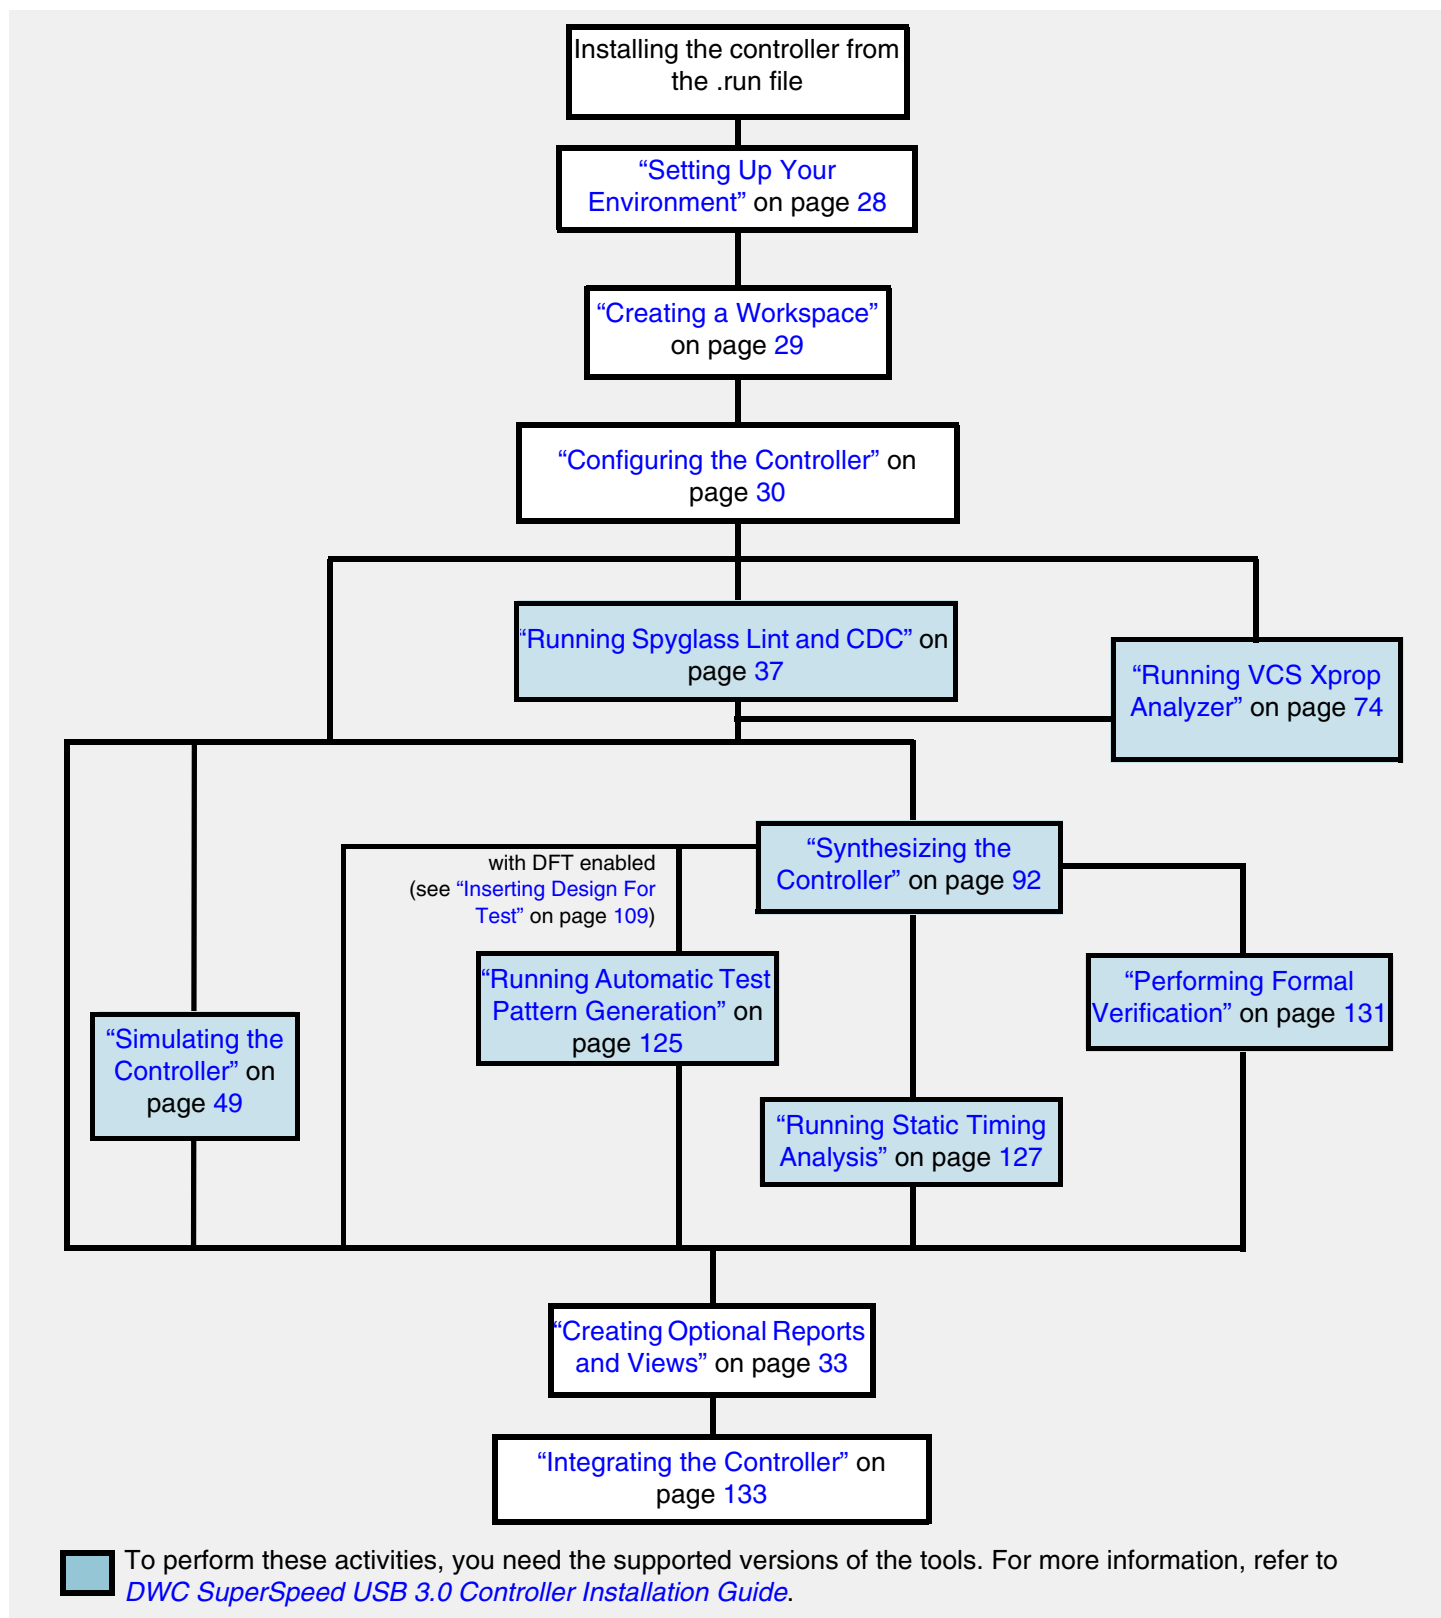 Installing the controller from
the .run file
“Setting Up Your
Environment” on page 28
“Creating a Workspace”
on page 29
“Configuring the Controller” on
page 30
“Running Spyglass Lint and CDC” on
page 37
“Running VCS Xprop
Analyzer” on page 74
“Synthesizing the
Controller” on page 92
with DFT enabled
(see “Inserting Design For
Test” on page 109)
“Running Automatic Test
Pattern Generation” on
page 125
“Performing Formal
Verification” on page 131
“Simulating the
Controller” on
page 49
“Running Static Timing
Analysis” on page 127
“Creating Optional Reports
and Views” on page 33
“Integrating the Controller” on
page 133
To perform these activities, you need the supported versions of the tools. For more information, refer to
DWC SuperSpeed USB 3.0 Controller Installation Guide.